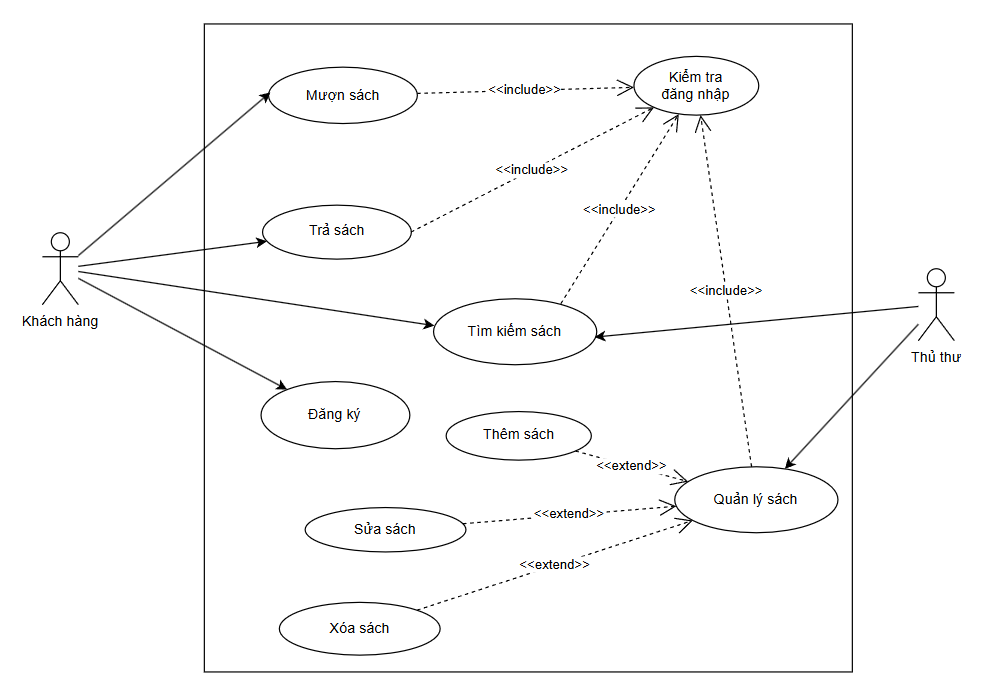 Mượn sách
<<include>>
Kiểm tra
đăng nhập
<<include>>
<<include>>
Trả sách
Khách hàng
<<include>>
Tìm kiếm sách
Thủ thư
Đăng ký
Thêm sách
<<extend>>
Quản lý sách
<<extend>>
Sửa sách
<<extend>>
Xóa sách